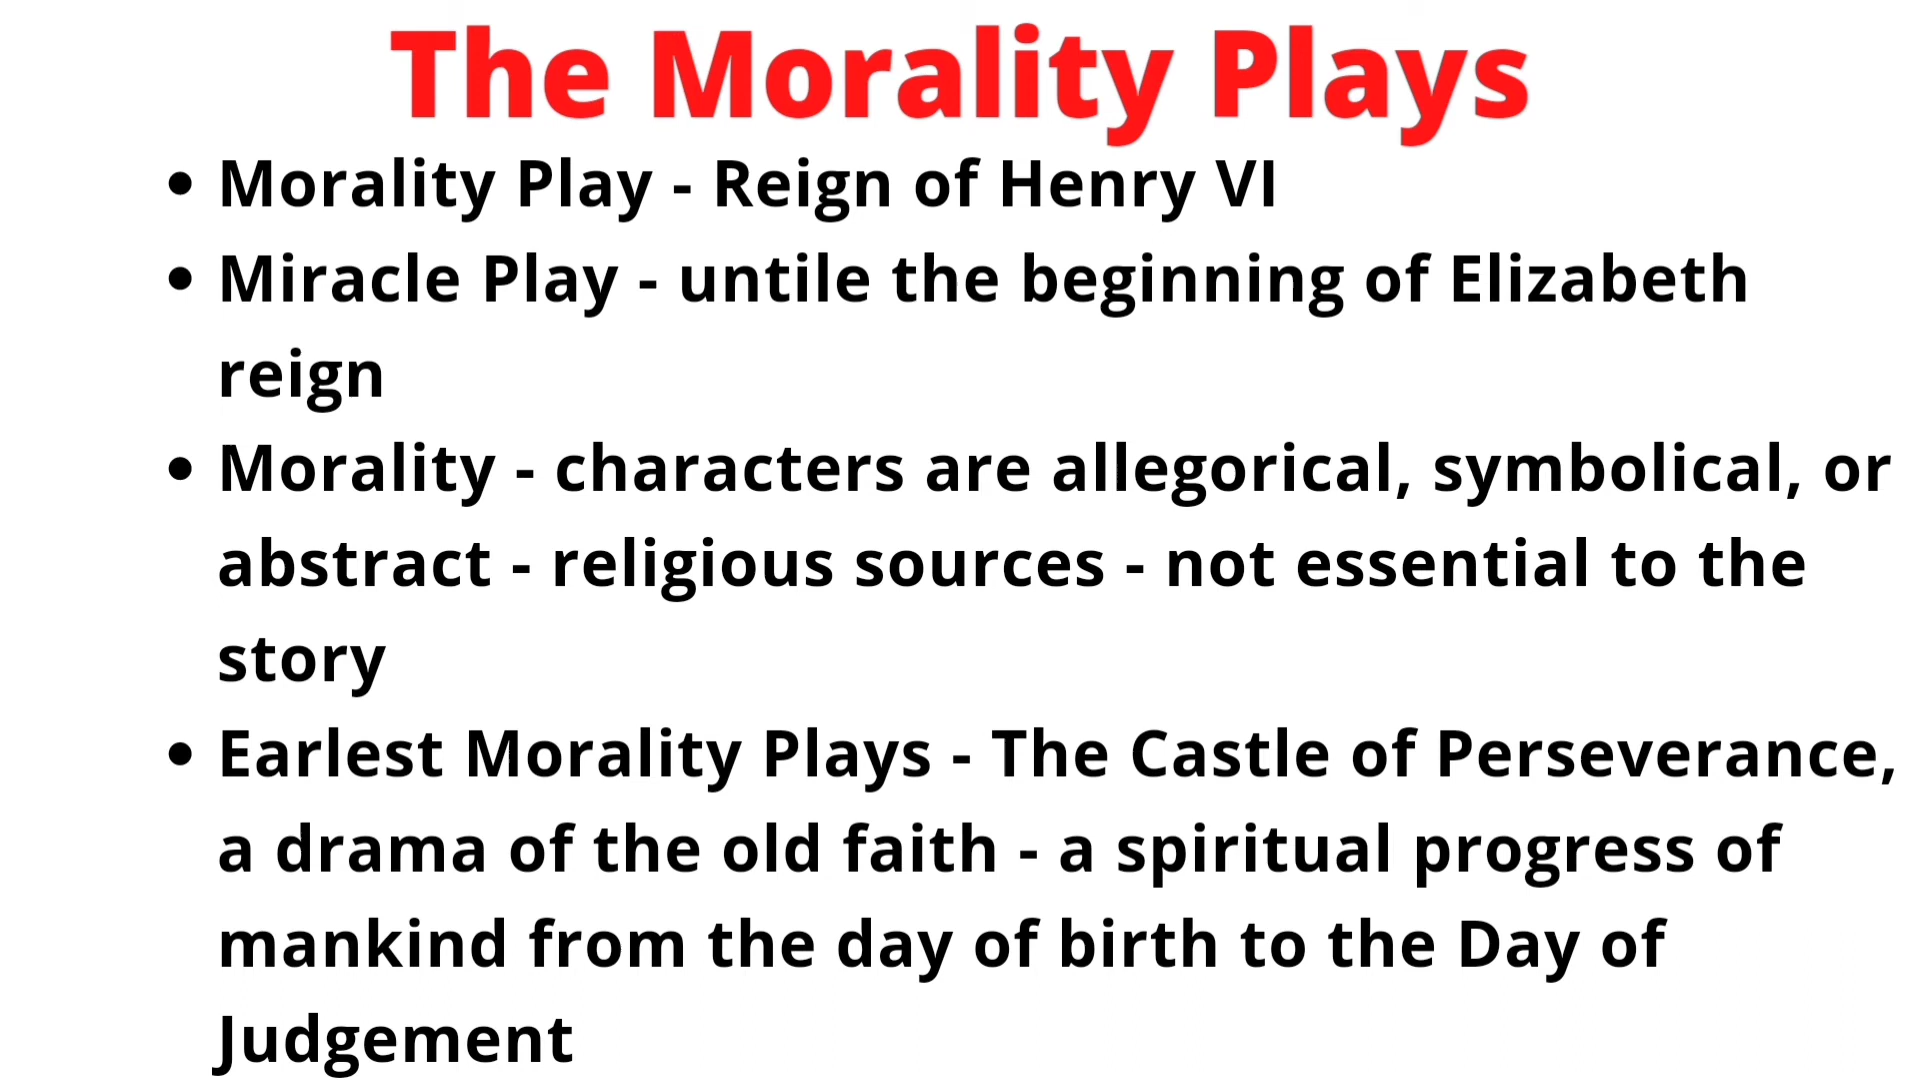 The Morality Plays
• Morality Play - Reign of Henry VI
• Miracle Play - untile the beginning of Elizabeth
reign
• Morality - characters are allegorical, symbolical, or
abstract - religious sources - not essential to the
story
• Earlest Morality Plays - The Castle of Perseverance,
a drama of the old faith - a spiritual progress of
mankind from the day of birth to the Day of
Judgement